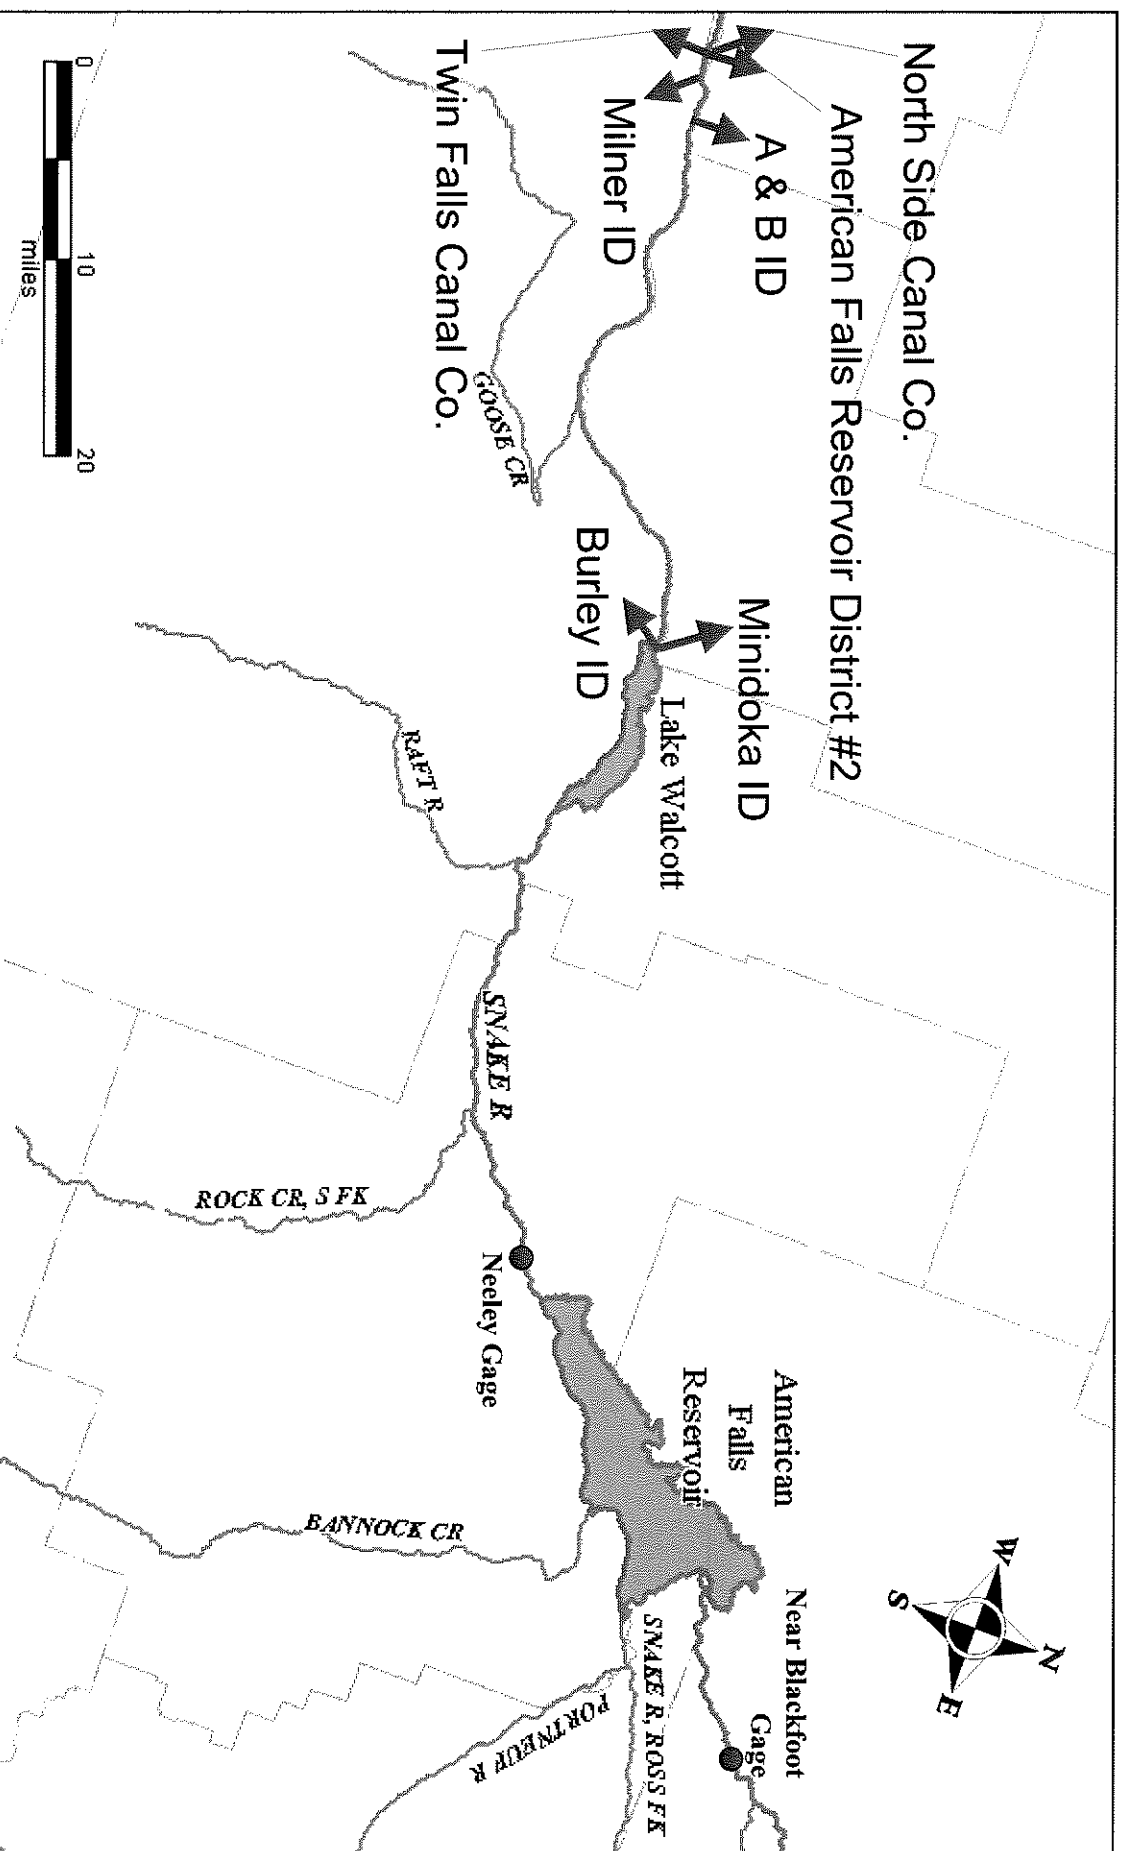 North Side Canal Co.
American Falls Reservoir District #2
A & B ID
Milner ID
Twin Falls Canal Co.
Minidoka ID
Burley ID
Lake Walcott
GOOSE CR
RAFT R
SNAKE R
ROCK CR, S FK
Neeley Gage
American
Falls
Reservoir
BANNOCK CR
Near Blackfoot
Gage
SNAKE R, ROSS FK
PORTNEUF R
W
N
S
E
0
10
20
miles